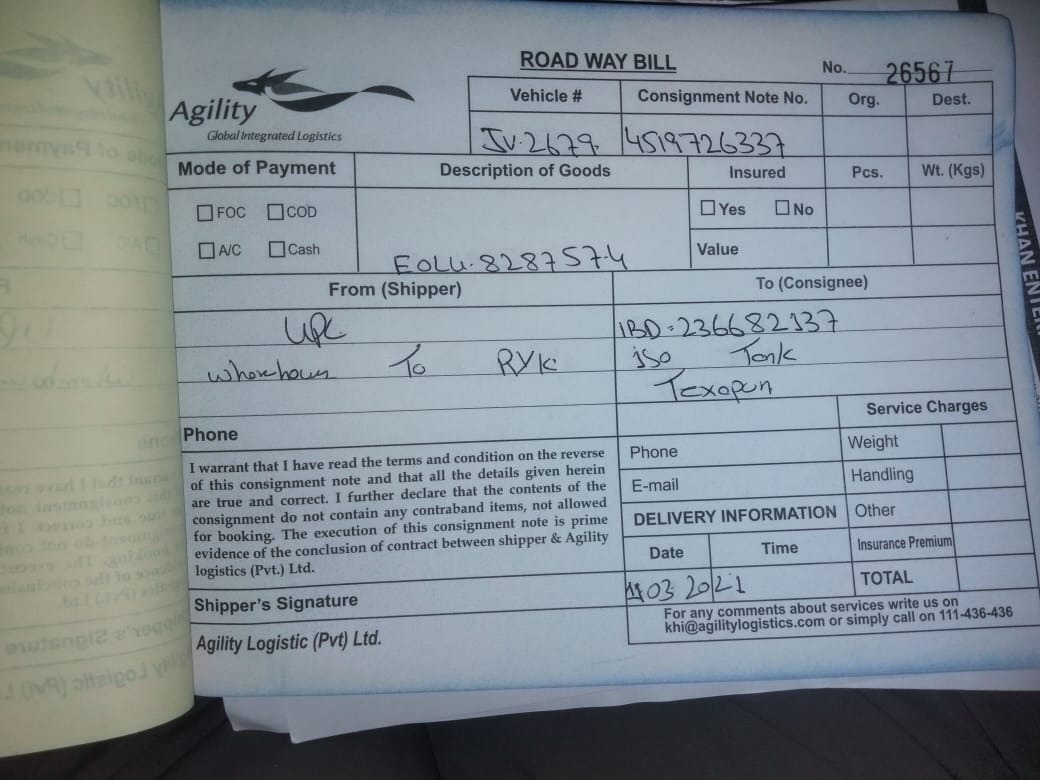 ROAD WAY BILL
No. 26567
Agility
Global Integrated Logistics
Vehicle # Consignment Note No. Org. Dest.
JV-2679 4519726337
Mode of Payment Description of Goods Insured Pcs. Wt. (Kgs)
FOC COD Yes No
A/C Cash Value
EOLU-8287574
From (Shipper) To (Consignee)
UPL IBD=236682137
To RYK iso Tank
Service Charges
Phone
Phone Weight
E-mail Handling
DELIVERY INFORMATION Other
Date Time Insurance Premium
03 2021 TOTAL
I warrant that I have read the terms and condition on the reverse
of this consignment note and that all the details given herein
are true and correct. I further declare that the contents of the
consignment do not contain any contraband items, not allowed
for booking. The execution of this consignment note is prime
evidence of the conclusion of contract between shipper & Agility
logistics (Pvt.) Ltd.
Shipper's Signature
Agility Logistic (Pvt) Ltd.
For any comments about services write us on
khi@agilitylogistics.com or simply call on 111-436-436
KHAN ENTER